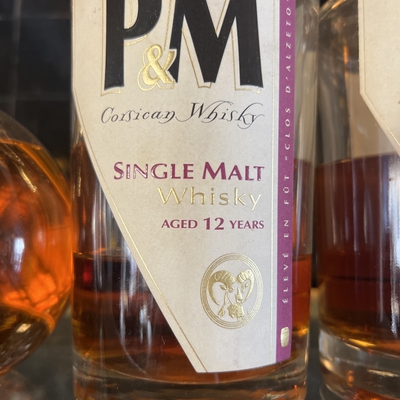 P&M
Corsican Whisky
SINGLE MALT
Whisky
AGED 12 YEARS
ÉLEVÉ EN FÛT "CLOS D'ALZETO"